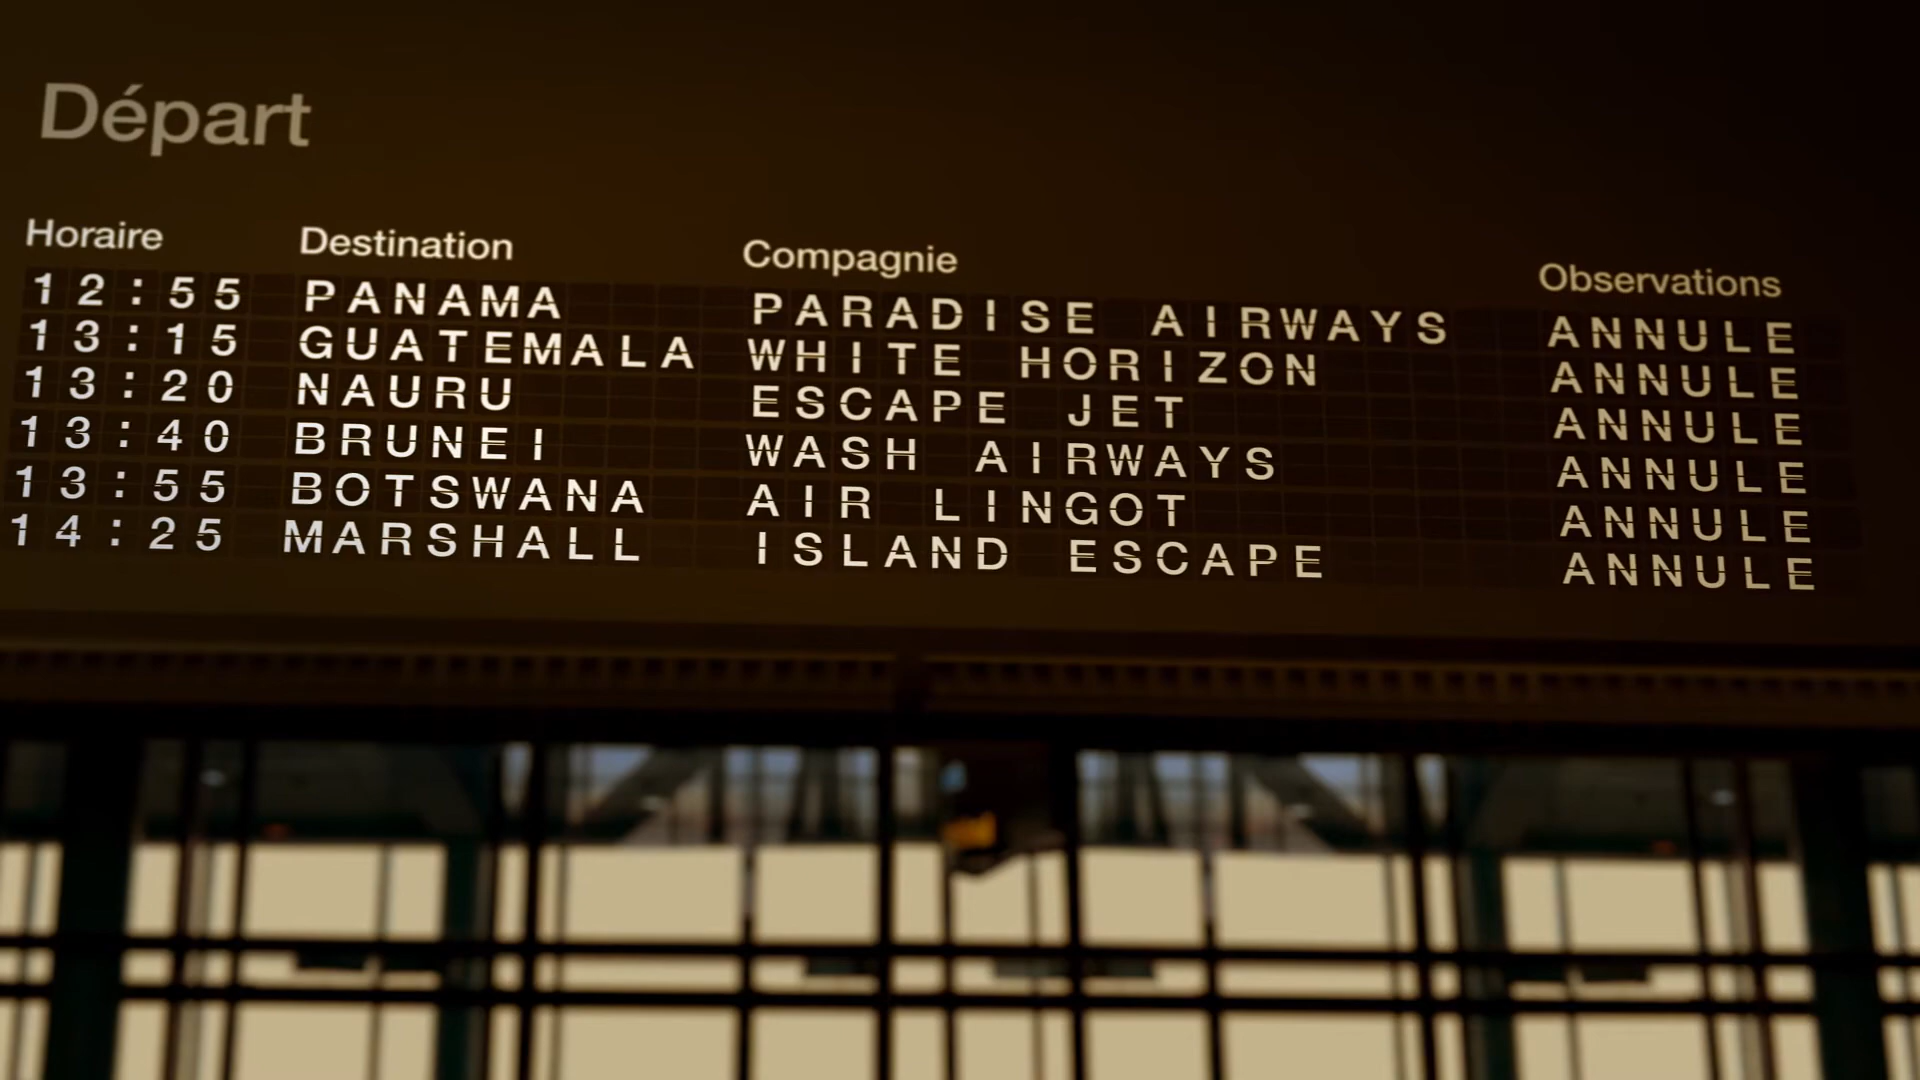 Départ
Horaire Destination Compagnie Observations
12:55 PANAMA PARADISE AIRWAYS ANNULE
13:15 GUATEMALA WHITE HORIZON ANNULE
13:20 NAURU ESCAPE JET ANNULE
13:40 BRUNEI WASH AIRWAYS ANNULE
13:55 BOTSWANA AIR LINGOT ANNULE
14:25 MARSHALL ISLAND ESCAPE ANNULE